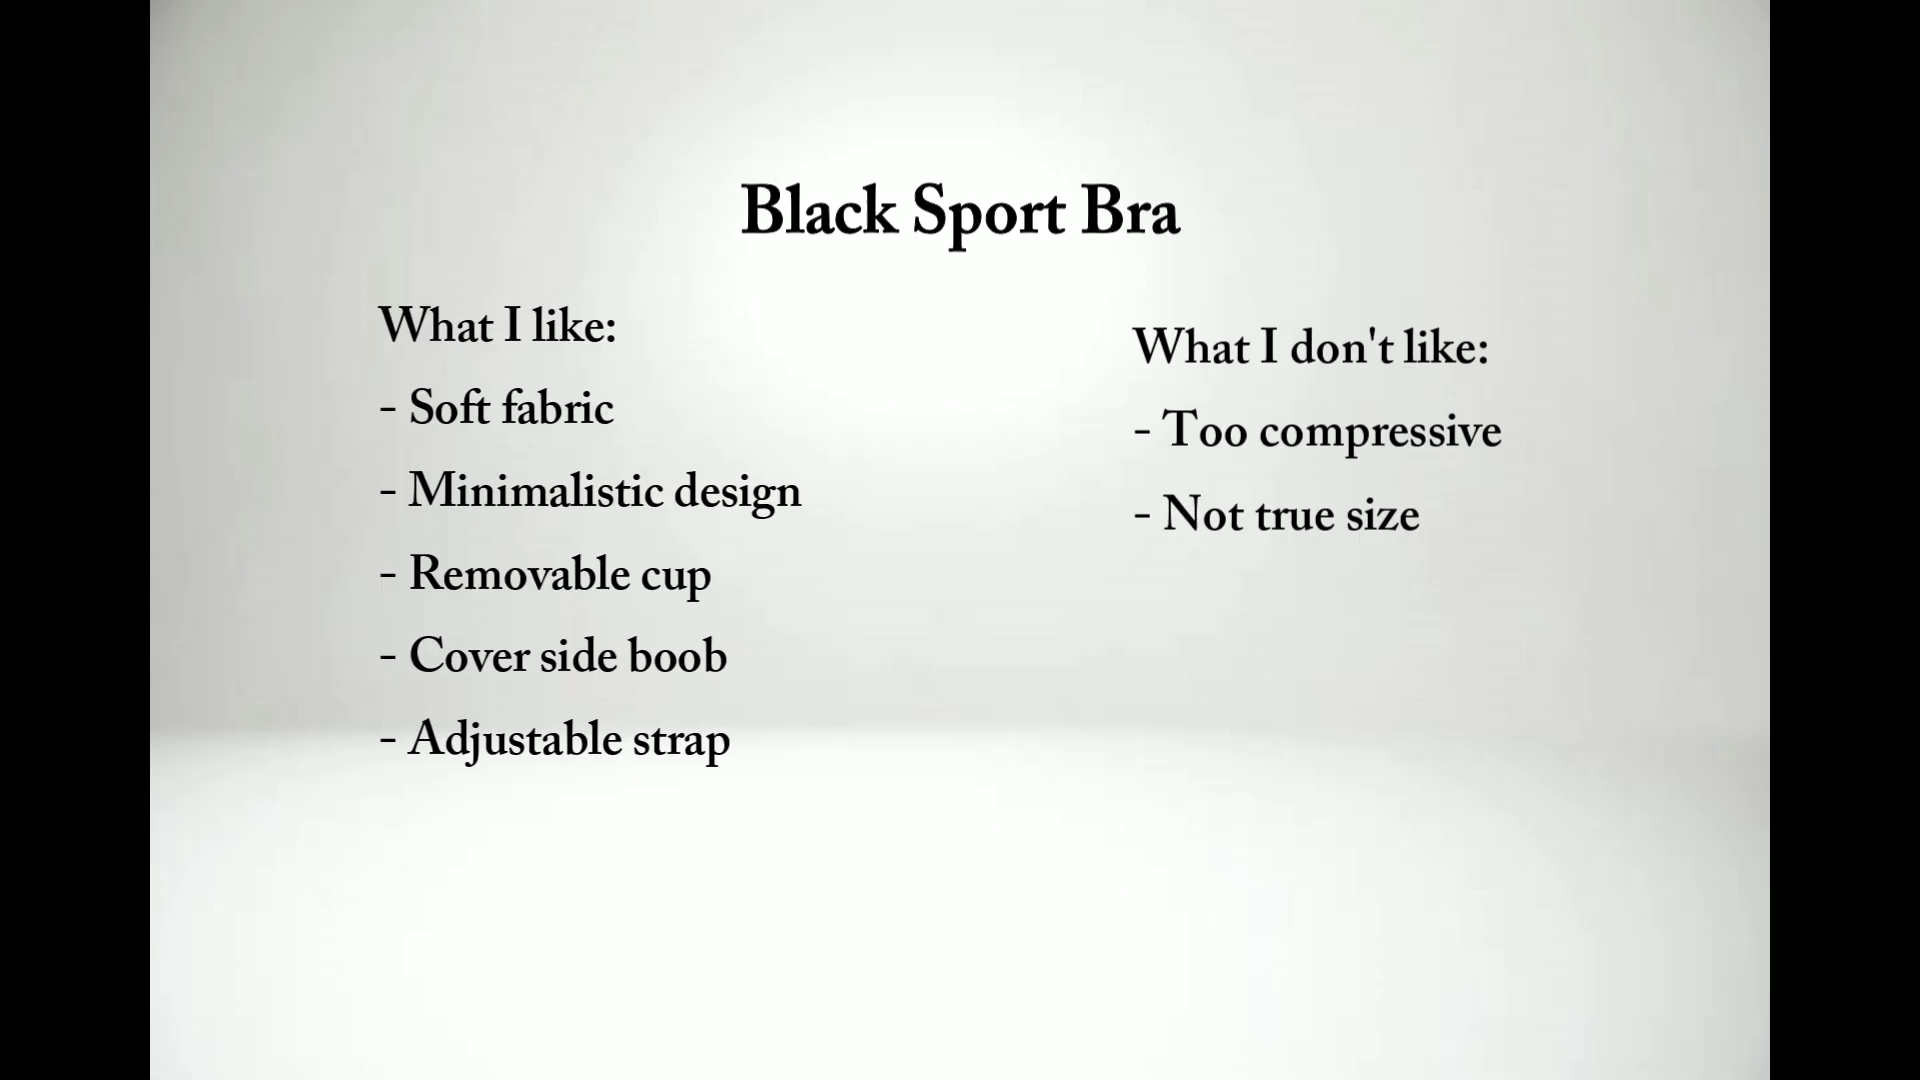 Black Sport Bra
What I like:
- Soft fabric
- Minimalistic design
- Removable cup
- Cover side boob
- Adjustable strap
What I don't like:
- Too compressive
- Not true size